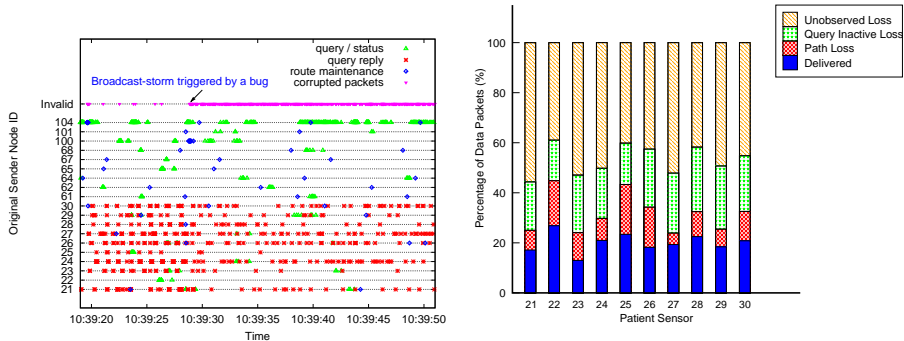 query / status
query reply
route maintenance
corrupted packets
Broadcast-storm triggered by a bug
Original Sender Node ID
Invalid
104
101
100
68
67
65
64
62
61
30
29
28
27
26
25
24
23
22
21
10:39:20 10:39:25 10:39:30 10:39:35 10:39:40 10:39:45 10:39:50
Time
Unobserved Loss
Query Inactive Loss
Path Loss
Delivered
Percentage of Data Packets (%)
100
80
60
40
20
0
21 22 23 24 25 26 27 28 29 30
Patient Sensor